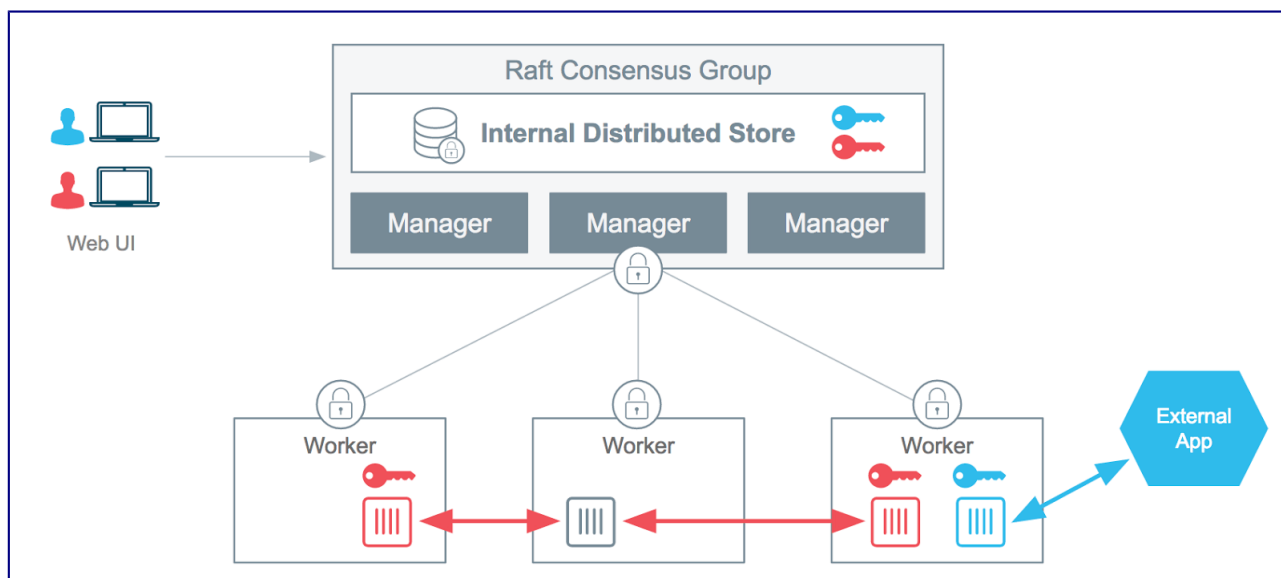 Raft Consensus Group
Internal Distributed Store
Manager
Manager
Manager
Web UI
Worker
Worker
Worker
External
App